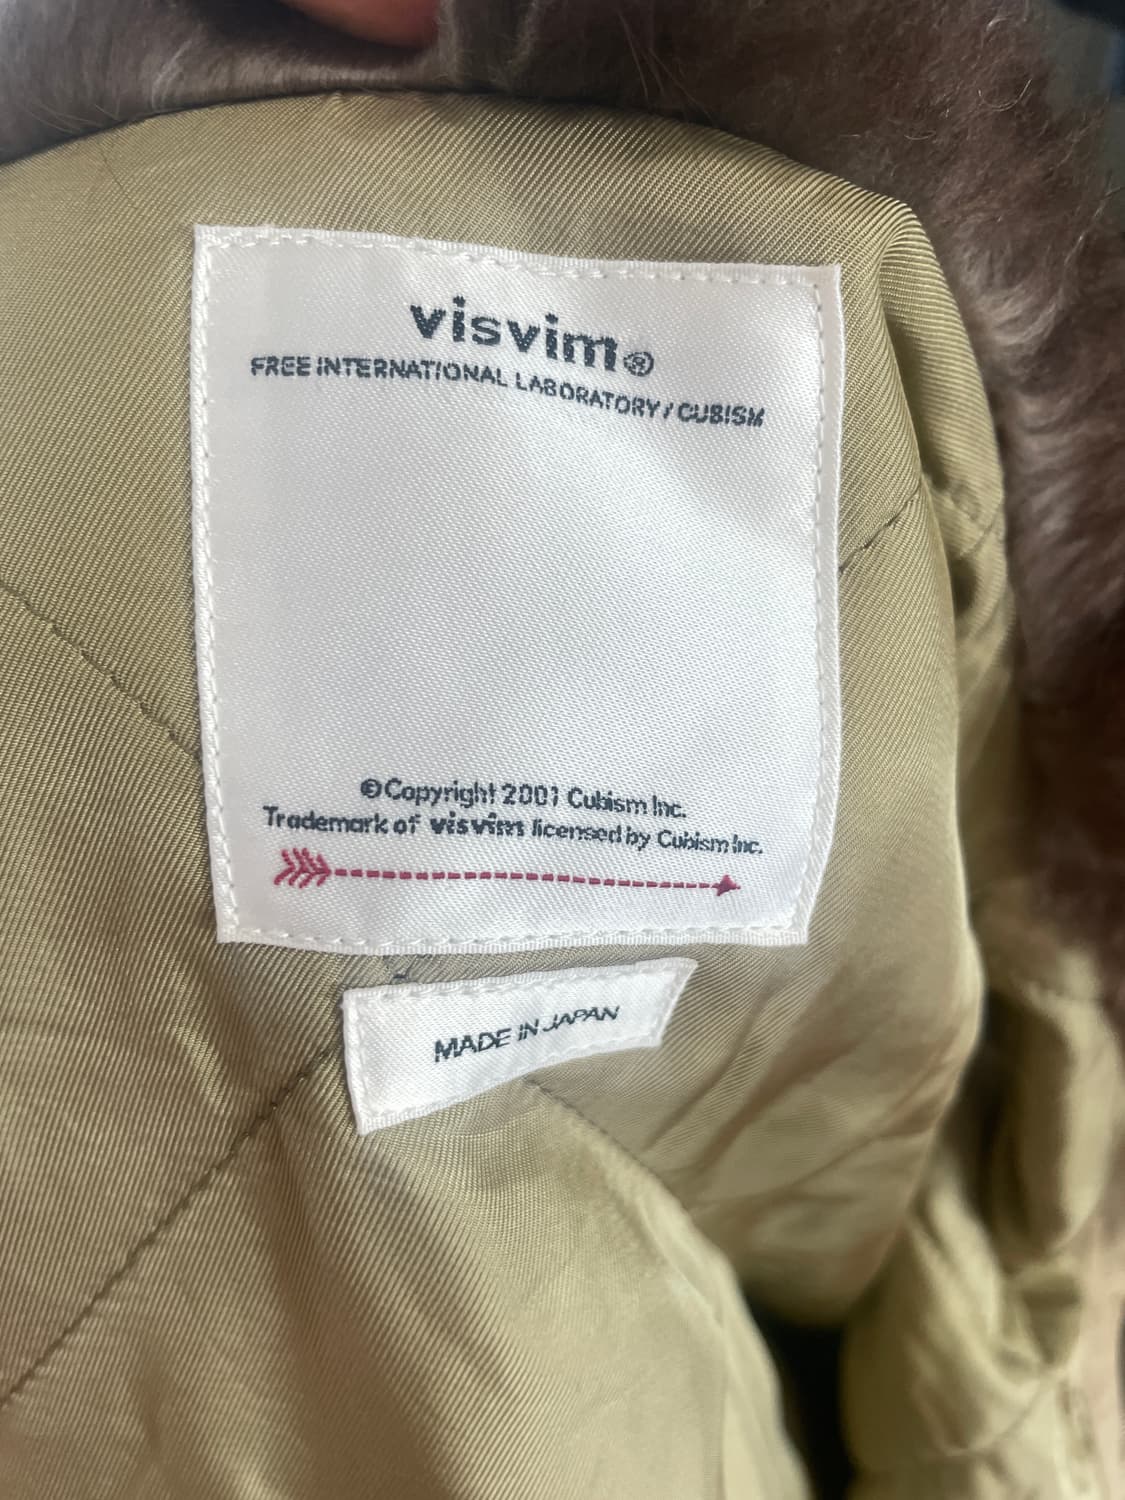 visvim®
FREE INTERNATIONAL LABORATORY / CUBISM
©Copyright 2001 Cubism Inc.
Trademark of visvim licensed by Cubism Inc.
MADE IN JAPAN